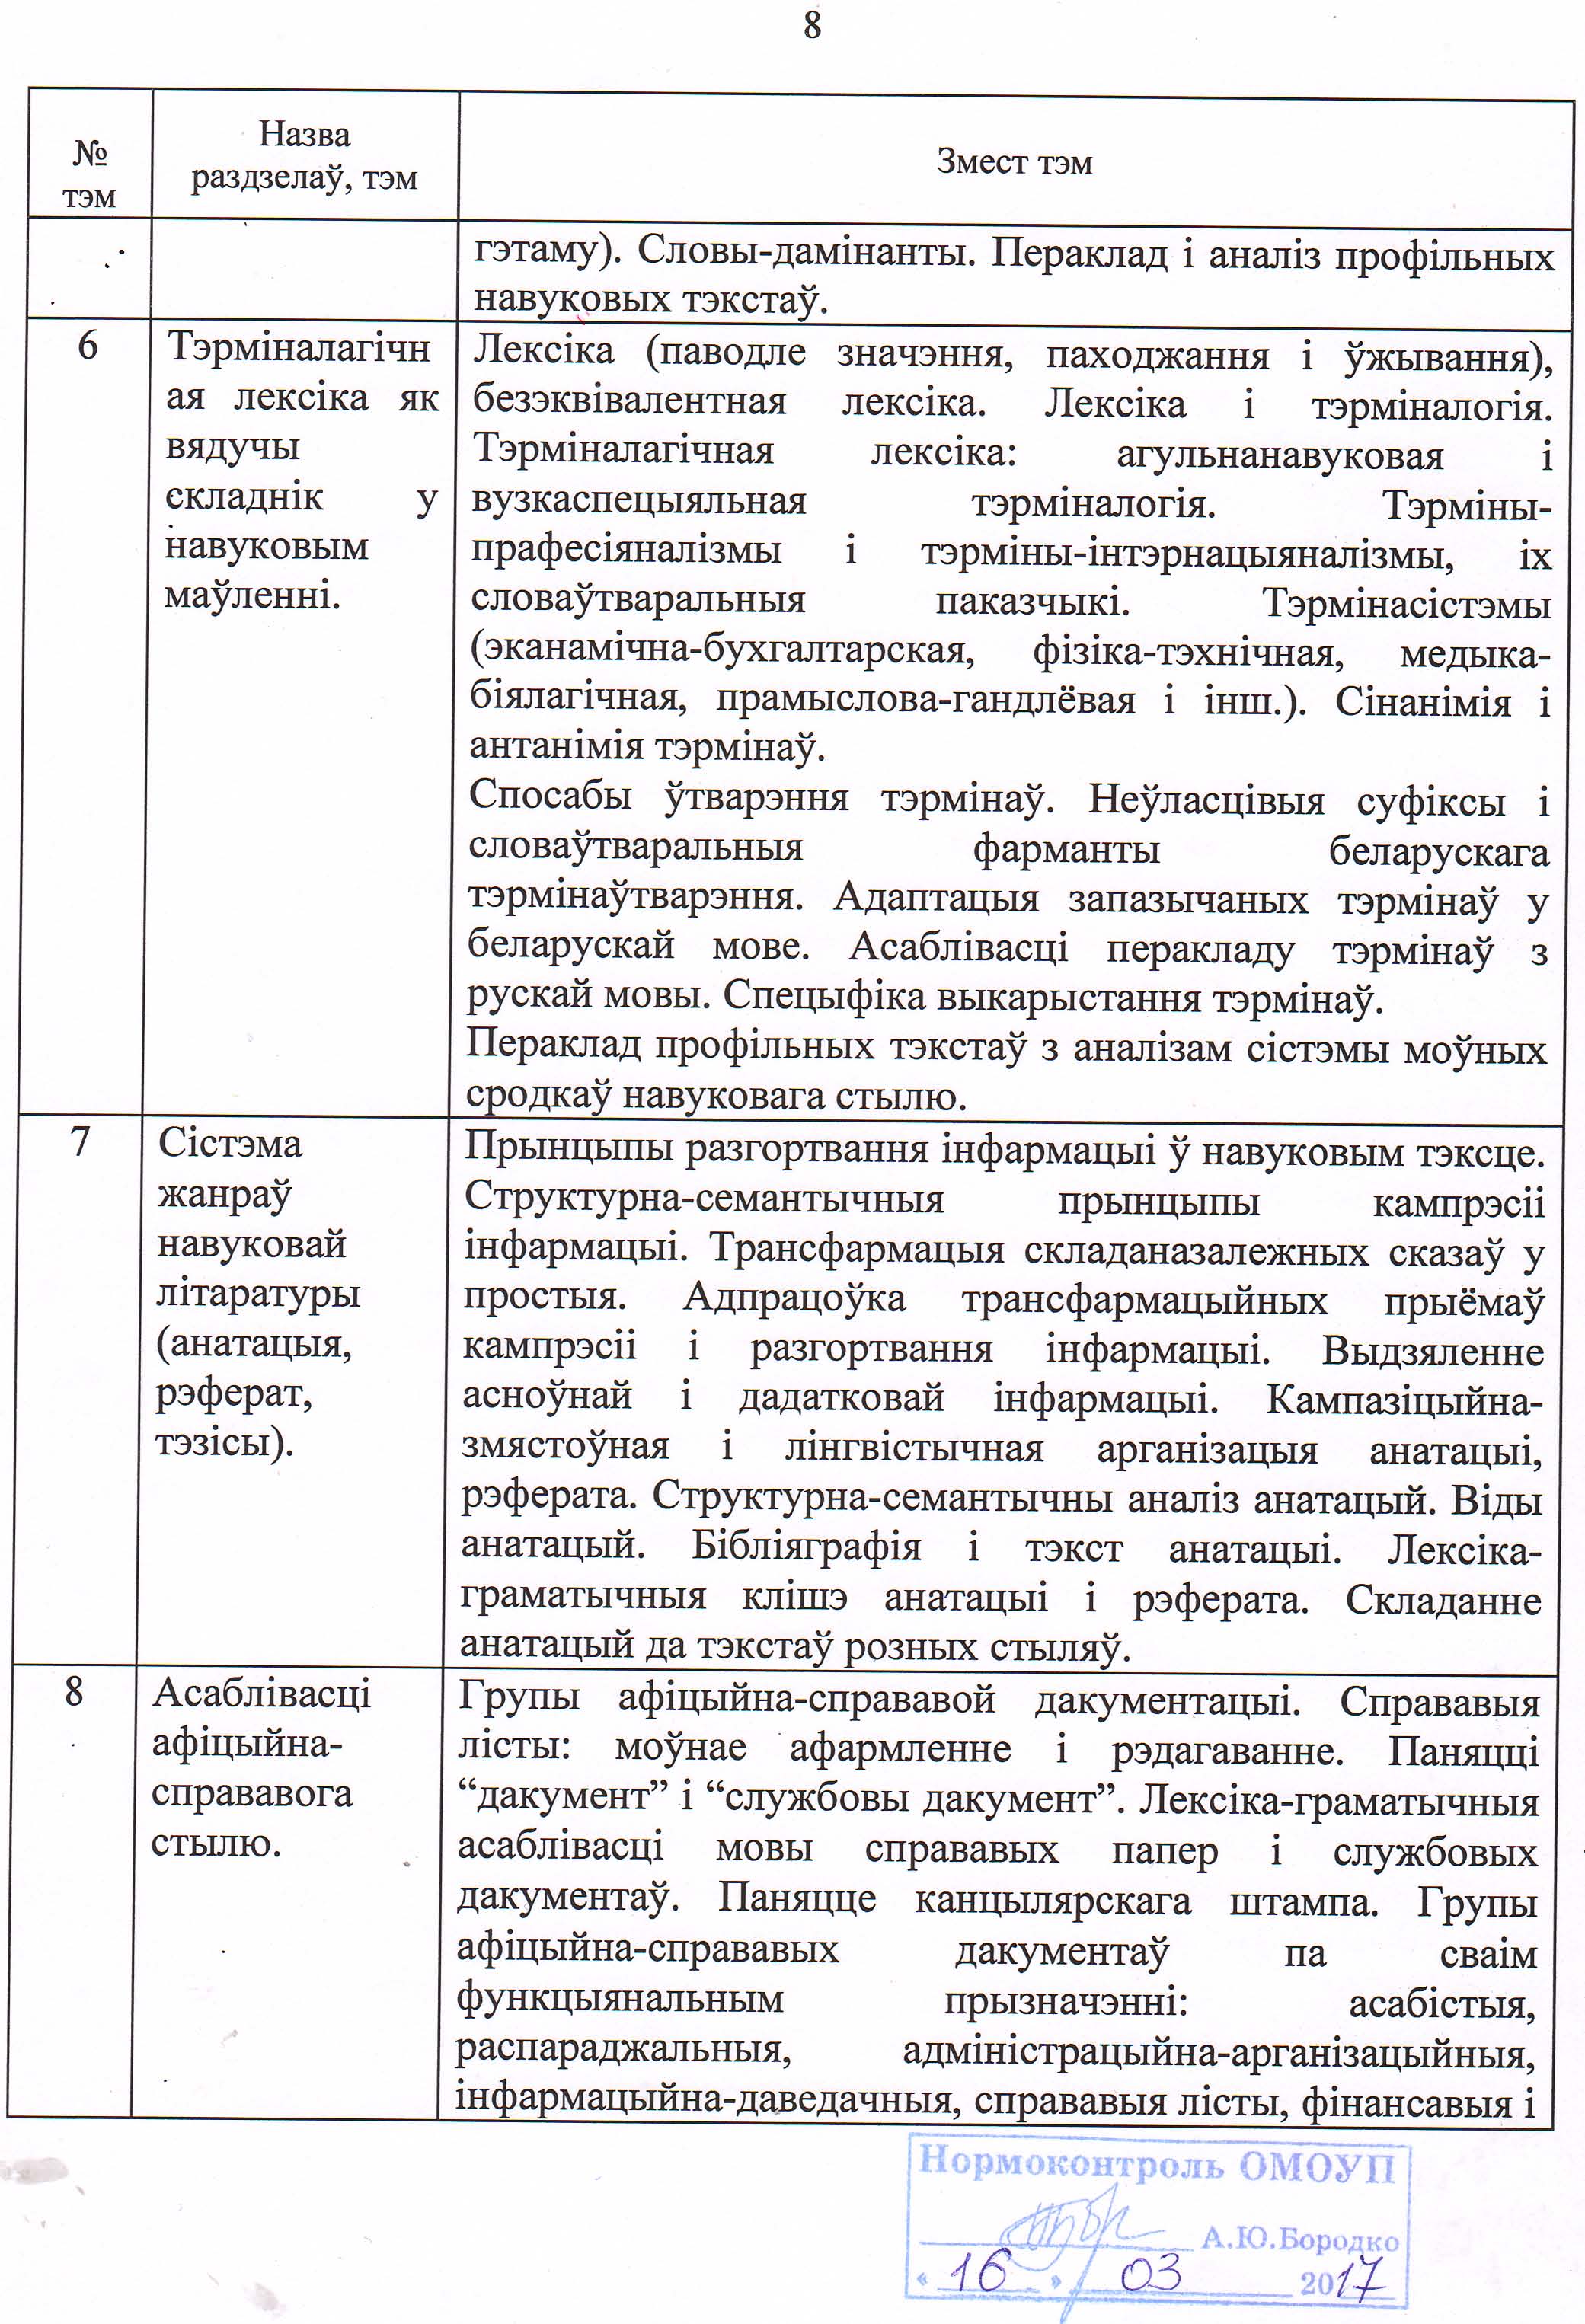 8
№
тэм
Назва
раздзелаў, тэм
Змест тэм
гэтаму). Словы-дамінанты. Пераклад і аналіз профільных
навуковых тэкстаў.
6
Тэрміналагічн
ая лексіка як
вядучы
складнік у
навуковым
маўленні.
Лексіка (паводле значэння, паходжання і ўжывання),
безэквівалентная лексіка. Лексіка і тэрміналогія.
Тэрміналагічная лексіка: агульнанавуковая і
вузкаспецыяльная тэрміналогія. Тэрміны-
прафесіяналізмы і тэрміны-інтэрнацыяналізмы, іх
словаўтваральныя паказчыкі. Тэрмінасістэмы
(эканамічна-бухгалтарская, фізіка-тэхнічная, медыка-
біялагічная, прамыслова-гандлёвая і інш.). Сінанімія і
антанімія тэрмінаў.
Спосабы ўтварэння тэрмінаў. Неўласцівыя суфіксы і
словаўтваральныя фарманты беларускага
тэрмінаўтварэння. Адаптацыя запазычаных тэрмінаў у
беларускай мове. Асаблівасці перакладу тэрмінаў з
рускай мовы. Спецыфіка выкарыстання тэрмінаў.
Пераклад профільных тэкстаў з аналізам сістэмы моўных
сродкаў навуковага стылю.
7
Сістэма
жанраў
навуковай
літаратуры
(анатацыя,
рэферат,
тэзісы).
Прынцыпы разгортвання інфармацыі ў навуковым тэксце.
Структурна-семантычныя прынцыпы кампрэсіі
інфармацыі. Трансфармацыя складаназалежных сказаў у
простыя. Адпрацоўка трансфармацыйных прыёмаў
кампрэсіі і разгортвання інфармацыі. Выдзяленне
асноўнай і дадатковай інфармацыі. Кампазіцыйна-
змястоўная і лінгвістычная арганізацыя анатацыі,
рэферата. Структурна-семантычны аналіз анатацый. Віды
анатацый. Бібліяграфія і тэкст анатацыі. Лексіка-
граматычныя клішэ анатацыі і рэферата. Складанне
анатацый да тэкстаў розных стыляў.
8
Асаблівасці
афіцыйна-
справавога
стылю.
Групы афіцыйна-справавой дакументацыі. Справавыя
лісты: моўнае афармленне і рэдагаванне. Паняцці
“дакумент” і “службовы дакумент”. Лексіка-граматычныя
асаблівасці мовы справавых папер і службовых
дакументаў. Паняцце канцылярскага штампа. Групы
афіцыйна-справавых дакументаў па сваім
функцыянальным прызначэнні: асабістыя,
распараджальныя, адміністрацыйна-арганізацыйныя,
інфармацыйна-даведачныя, справавыя лісты, фінансавыя і
Нормоконтроль ОМОУП
А.Ю.Бородко
« 16 » 03 2017